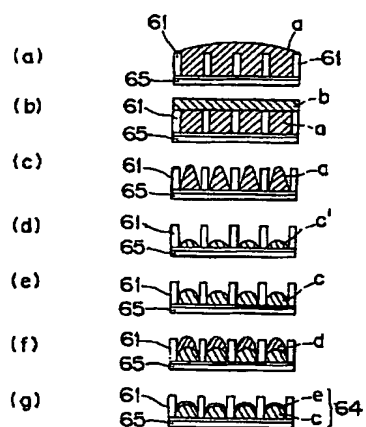 (a) 61 a 61 65
(b) 61 b a 65
(c) 61 a 65
(d) 61 c' 65
(e) 61 c 65
(f) 61 d 65
(g) 61 e 64 c 65